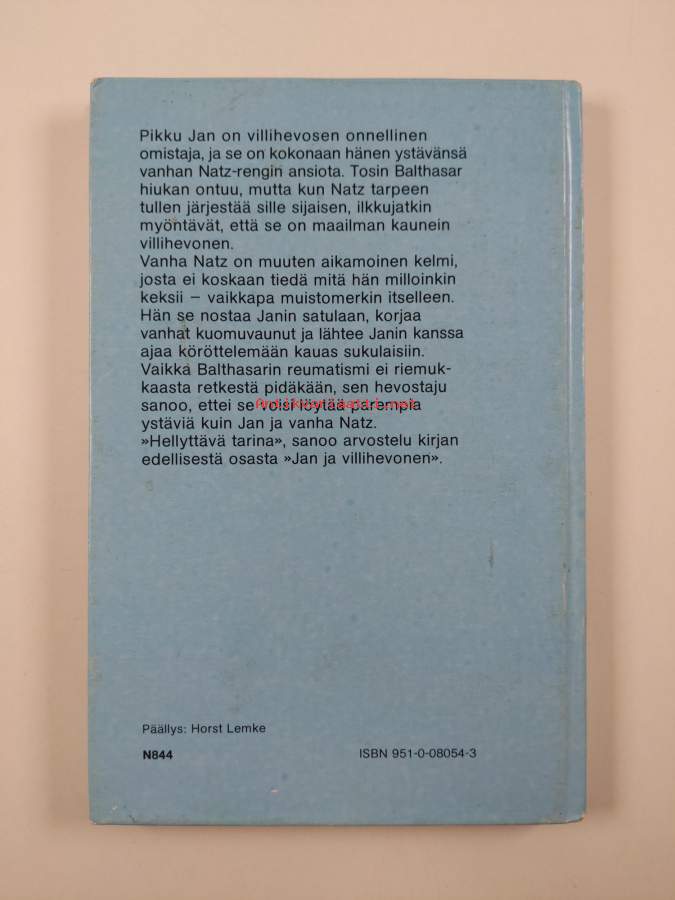 Pikku Jan on villihevosen onnellinen
omistaja, ja se on kokonaan hänen ystävänsä
vanhan Natz-rengin ansiota. Tosin Balthasar
hiukan ontuu, mutta kun Natz tarpeen
tullen järjestää sille sijaisen, ilkkujatkin
myöntävät, että se on maailman kaunein
villihevonen.
Vanha Natz on muuten aikamoinen kelmi,
josta ei koskaan tiedä mitä hän milloinkin
keksii – vaikkapa muistomerkin itselleen.
Hän se nostaa Janin satulaan, korjaa
vanhat kuomuvaunut ja lähtee Janin kanssa
ajaa köröttelemään kauas sukulaisiin.
Vaikka Balthasarin reumatismi ei riemuk-
kaasta retkestä pidäkään, sen hevostaju
sanoo, ettei se voisi löytää parempia
Antikvariaatti.net
ystäviä kuin Jan ja vanha Natz.
»Hellyttävä tarina», sanoo arvostelu kirjan
edellisestä osasta »Jan ja villihevonen».
Päällys: Horst Lemke
N844
ISBN 951-0-08054-3